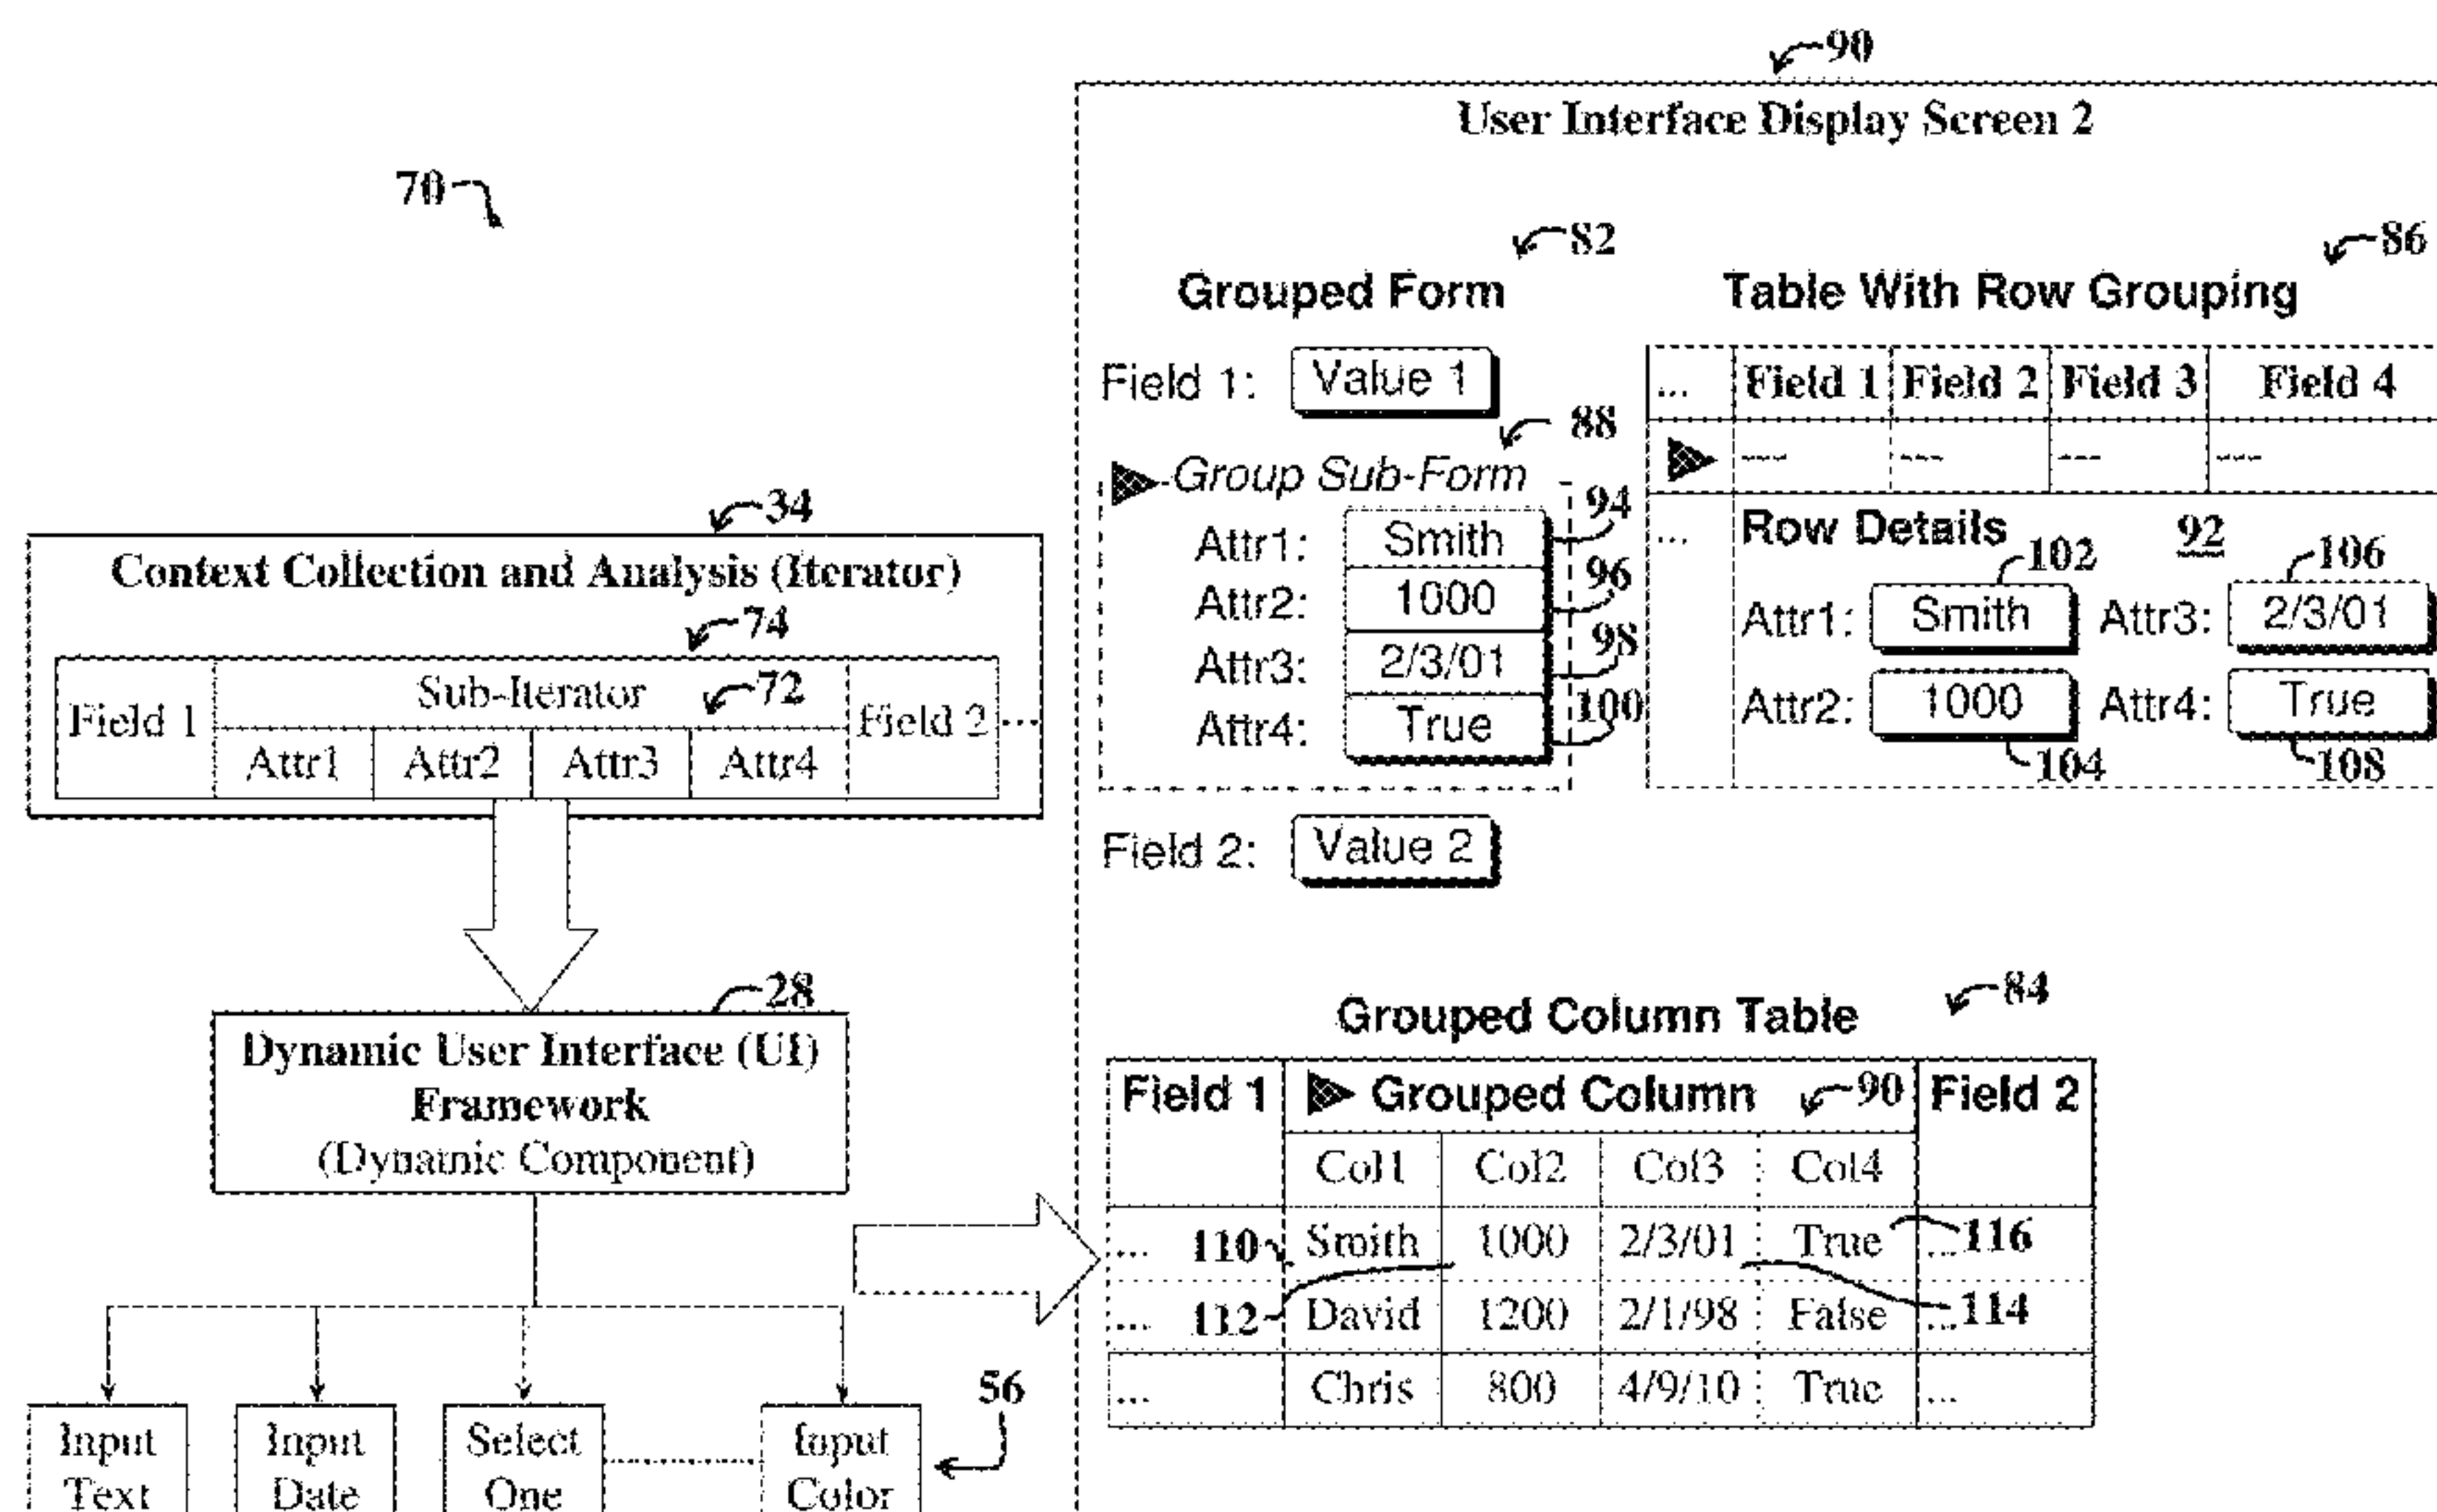 90
User Interface Display Screen 2
70
82
86
Grouped Form
Table With Row Grouping
Field 1: Value 1
... Field 1 Field 2 Field 3 Field 4
88
--- --- --- ---
Group Sub-Form
94
Attr1: Smith
96
Attr2: 1000
98
Attr3: 2/3/01
100
Attr4: True
... Row Details 92
102 106
Attr1: Smith Attr3: 2/3/01
Attr2: 1000 Attr4: True
104 108
Field 2: Value 2
34
Context Collection and Analysis (Iterator)
74
Field 1 Sub-Iterator 72 Field 2 ...
Attr1 Attr2 Attr3 Attr4
28
Dynamic User Interface (UI)
Framework
(Dynamic Component)
56
Input Text
Input Date
Select One
Input Color
84
Grouped Column Table
Field 1 Grouped Column 90 Field 2
Col1 Col2 Col3 Col4
... 110 Smith 1000 2/3/01 True ... 116
... 112 David 1200 2/1/98 False ... 114
... Chris 800 4/9/10 True ...